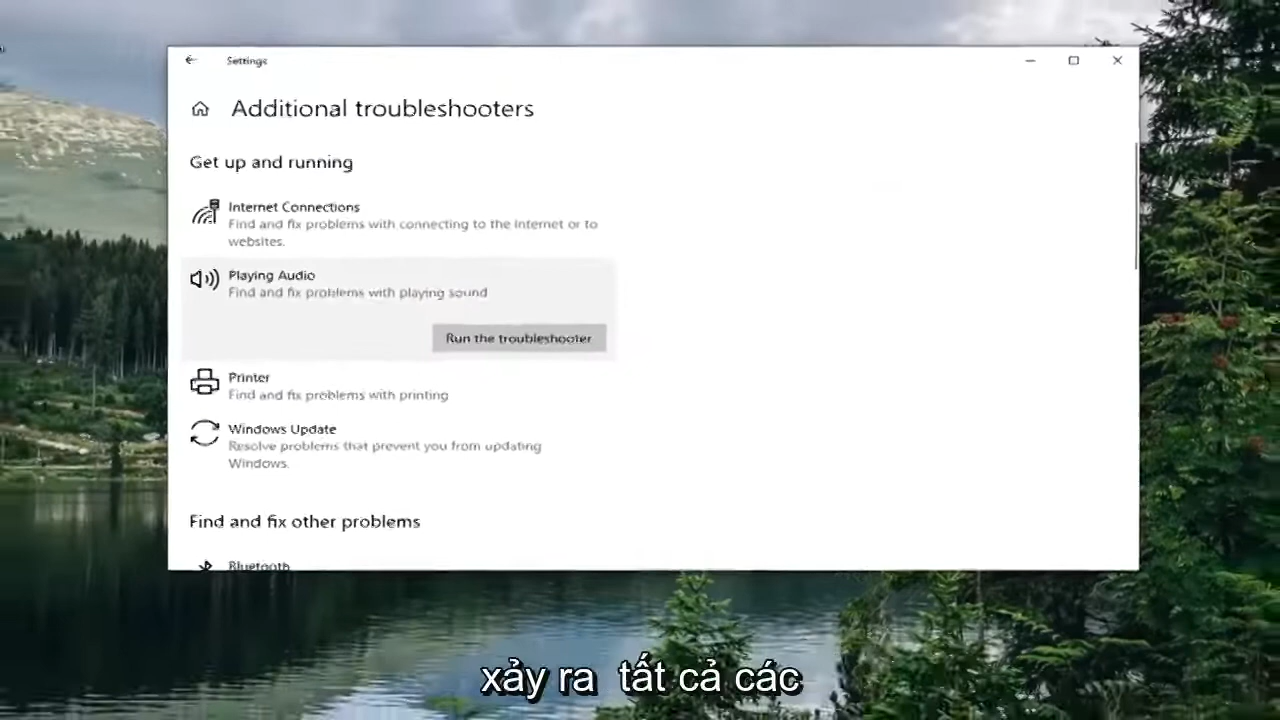 Settings
Additional troubleshooters
Get up and running
Internet Connections
Find and fix problems with connecting to the Internet or to
websites.
Playing Audio
Find and fix problems with playing sound
Run the troubleshooter
Printer
Find and fix problems with printing
Windows Update
Resolve problems that prevent you from updating
Windows.
Find and fix other problems
Bluetooth
xảy ra tất cả các